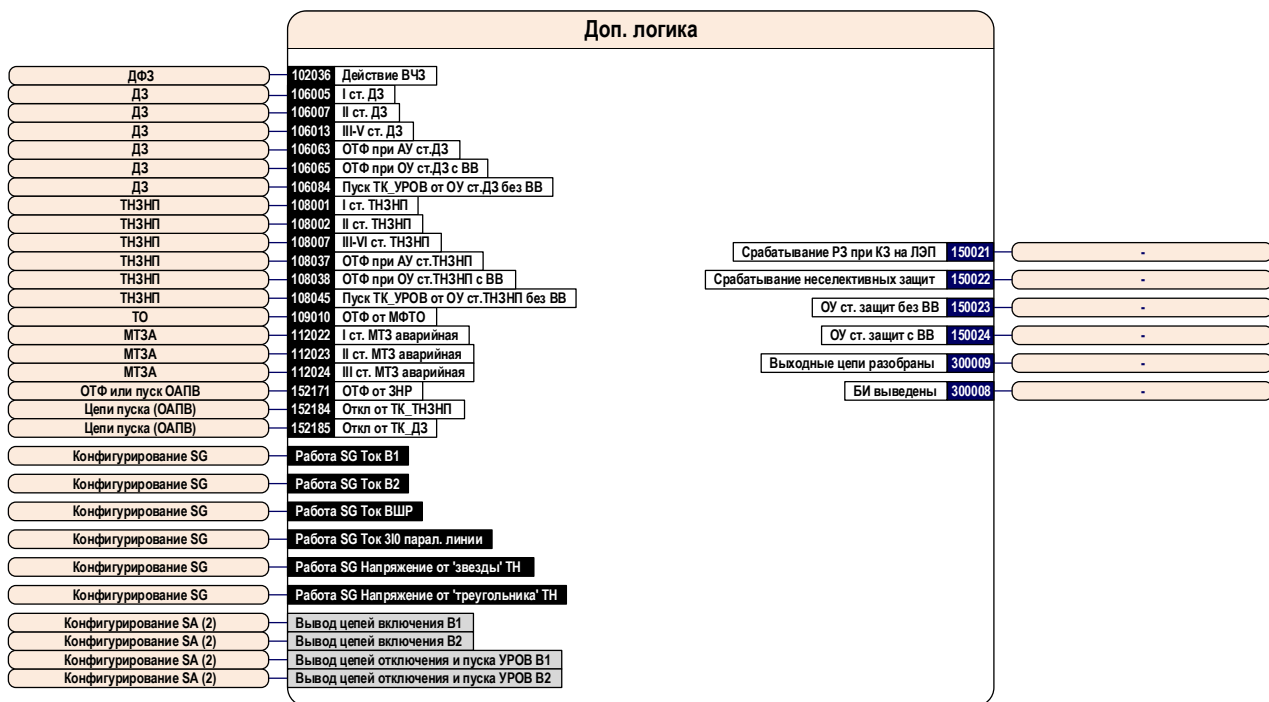 Доп. логика
ДФЗ 102036 Действие ВЧЗ
ДЗ 106005 I ст. ДЗ
ДЗ 106007 II ст. ДЗ
ДЗ 106013 III-V ст. ДЗ
ДЗ 106063 ОТФ при АУ ст.ДЗ
ДЗ 106065 ОТФ при ОУ ст.ДЗ с ВВ
ДЗ 106084 Пуск ТК_УРОВ от ОУ ст.ДЗ без ВВ
ТНЗНП 108001 I ст. ТНЗНП
ТНЗНП 108002 II ст. ТНЗНП
ТНЗНП 108007 III-VI ст. ТНЗНП
Срабатывание РЗ при КЗ на ЛЭП 150021 -
ТНЗНП 108037 ОТФ при АУ ст.ТНЗНП
ТНЗНП 108038 ОТФ при ОУ ст.ТНЗНП с ВВ
Срабатывание неселективных защит 150022 -
ТНЗНП 108045 Пуск ТК_УРОВ от ОУ ст.ТНЗНП без ВВ
ОУ ст. защит без ВВ 150023 -
ТО 109010 ОТФ от МФТО
МТЗА 112022 I ст. МТЗ аварийная
ОУ ст. защит с ВВ 150024 -
МТЗА 112023 II ст. МТЗ аварийная
Выходные цепи разобраны 300009 -
МТЗА 112024 III ст. МТЗ аварийная
ОТФ или пуск ОАПВ 152171 ОТФ от ЗНР
БИ выведены 300008 -
Цепи пуска (ОАПВ) 152184 Откл от ТК_ТНЗНП
Цепи пуска (ОАПВ) 152185 Откл от ТК_ДЗ
Конфигурирование SG Работа SG Ток В1
Конфигурирование SG Работа SG Ток В2
Конфигурирование SG Работа SG Ток ВШР
Конфигурирование SG Работа SG Ток 3I0 парал. линии
Конфигурирование SG Работа SG Напряжение от 'звезды' ТН
Конфигурирование SG Работа SG Напряжение от 'треугольника' ТН
Конфигурирование SA (2) Вывод цепей включения В1
Конфигурирование SA (2) Вывод цепей включения В2
Конфигурирование SA (2) Вывод цепей отключения и пуска УРОВ В1
Конфигурирование SA (2) Вывод цепей отключения и пуска УРОВ В2